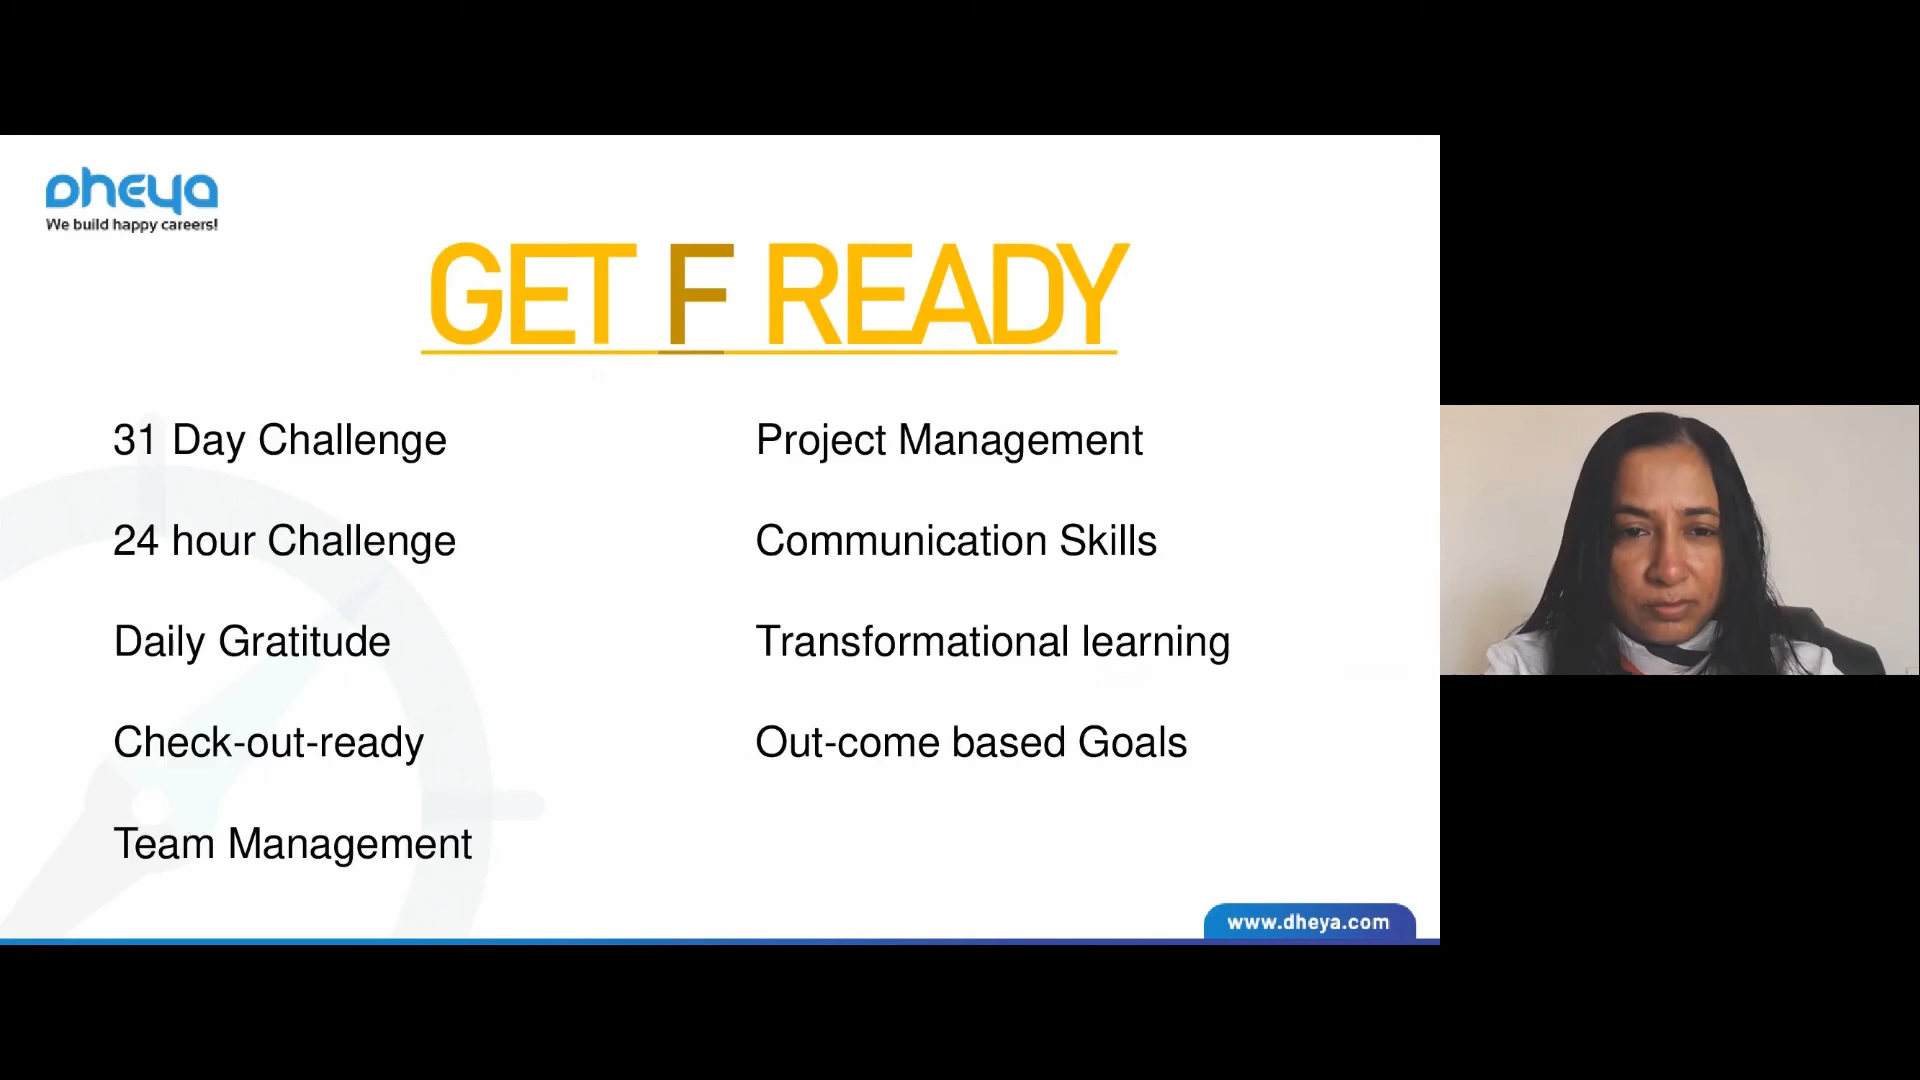 Dheya
We build happy careers!
GET F READY
31 Day Challenge
24 hour Challenge
Daily Gratitude
Check-out-ready
Team Management
Project Management
Communication Skills
Transformational learning
Out-come based Goals
www.dheya.com